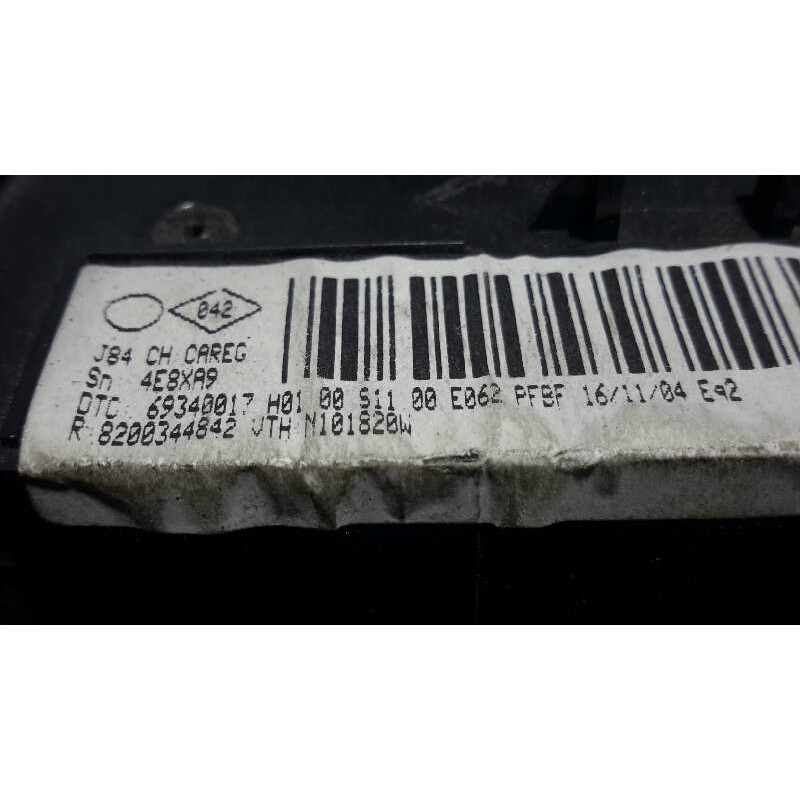 042
J84 CH CAREG
Sn 4E8XA9
DTC 69340017 H01 00 S11 00 E062 PFBF 16/11/04 Eq2
R 8200344842 VTH N101820W